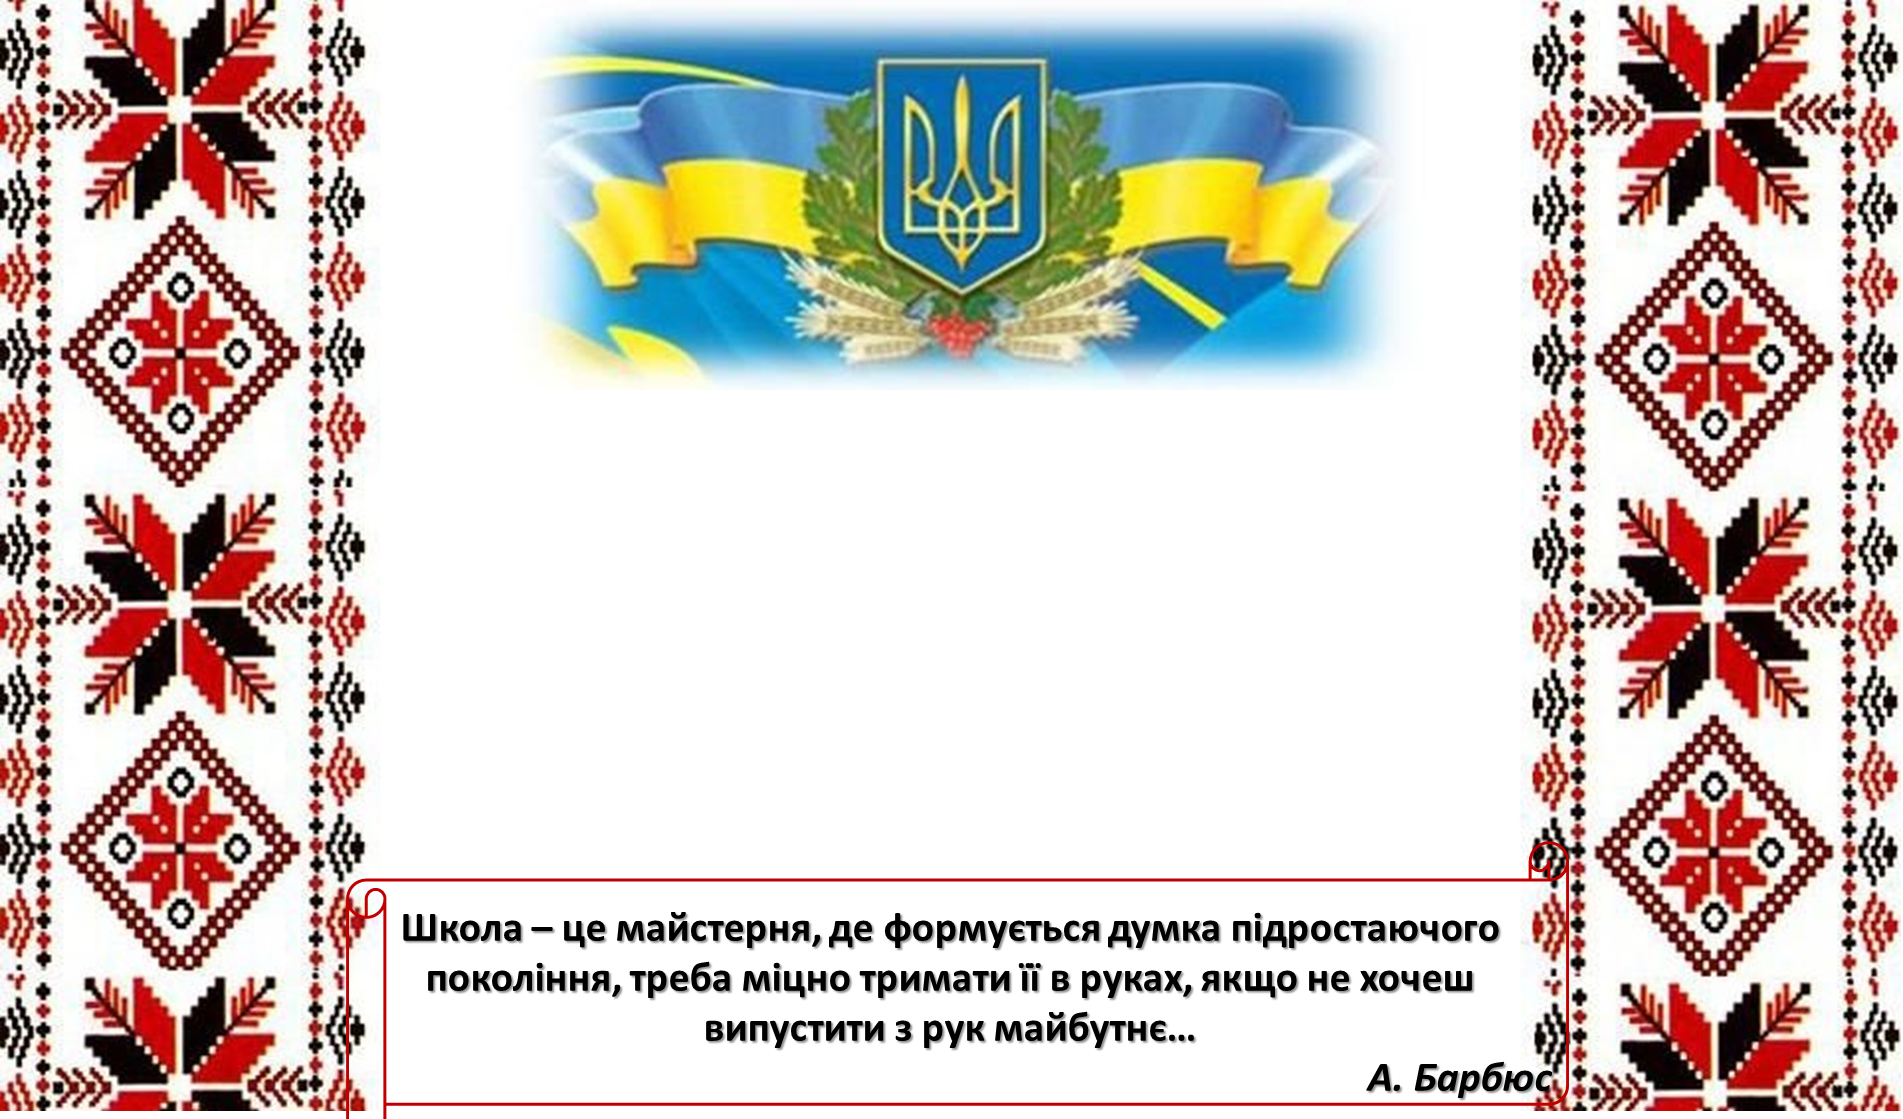 Школа – це майстерня, де формується думка підростаючого
покоління, треба міцно тримати її в руках, якщо не хочеш
випустити з рук майбутнє...
А. Барбюс